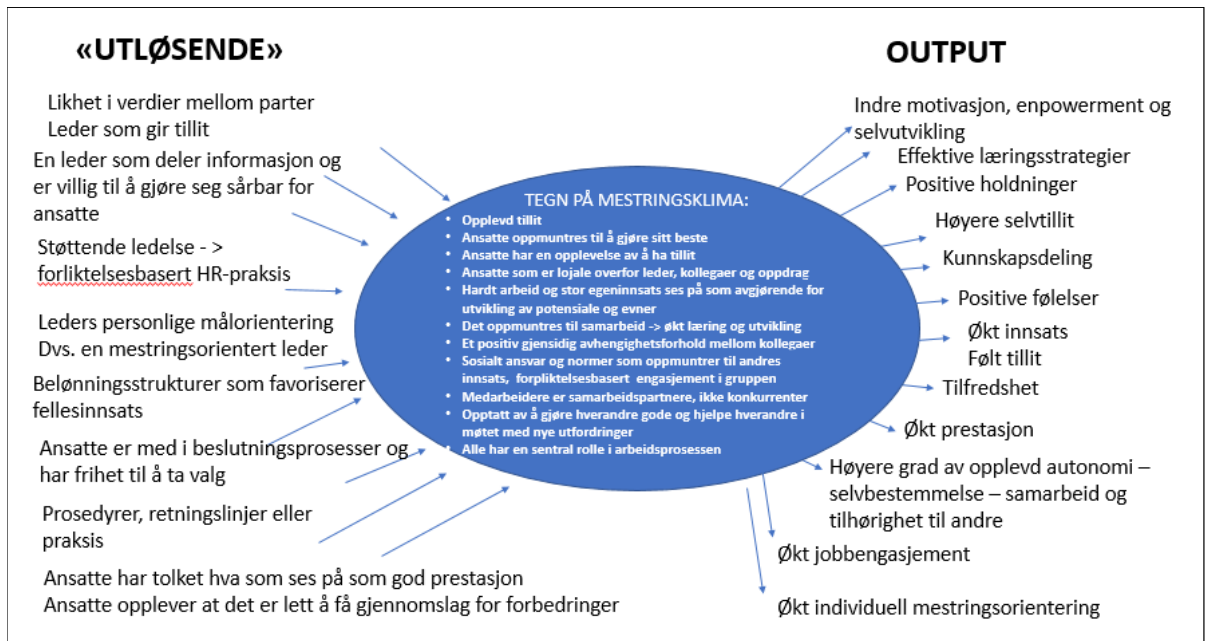 «UTLØSENDE»
Likhet i verdier mellom parter
Leder som gir tillit
En leder som deler informasjon og
er villig til å gjøre seg sårbar for
ansatte
Støttende ledelse - >
forliktelsesbasert HR-praksis
Leders personlige målorientering
Dvs. en mestringsorientert leder
Belønningsstrukturer som favoriserer
fellesinnsats
Ansatte er med i beslutningsprosesser og
har frihet til å ta valg
Prosedyrer, retningslinjer eller
praksis
Ansatte har tolket hva som ses på som god prestasjon
Ansatte opplever at det er lett å få gjennomslag for forbedringer
TEGN PÅ MESTRINGSKLIMA:
• Opplevd tillit
• Ansatte oppmuntres til å gjøre sitt beste
• Ansatte har en opplevelse av å ha tillit
• Ansatte som er lojale overfor leder, kollegaer og oppdrag
• Hardt arbeid og stor egeninnsats ses på som avgjørende for
utvikling av potensiale og evner
• Det oppmuntres til samarbeid -> økt læring og utvikling
• Et positiv gjensidig avhengighetsforhold mellom kollegaer
• Sosialt ansvar og normer som oppmuntrer til andres
innsats, forpliktelsesbasert engasjement i gruppen
• Medarbeidere er samarbeidspartnere, ikke konkurrenter
• Opptatt av å gjøre hverandre gode og hjelpe hverandre i
møtet med nye utfordringer
• Alle har en sentral rolle i arbeidsprosessen
OUTPUT
Indre motivasjon, enpowerment og
selvutvikling
Effektive læringsstrategier
Positive holdninger
Høyere selvtillit
Kunnskapsdeling
Positive følelser
Økt innsats
Følt tillit
Tilfredshet
Økt prestasjon
Høyere grad av opplevd autonomi –
selvbestemmelse – samarbeid og
tilhørighet til andre
Økt jobbengasjement
Økt individuell mestringsorientering